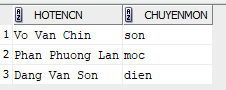 HOTENCN CHUYENMON
1 Vo Van Chin son
2 Phan Phuong Lan moc
3 Dang Van Son dien